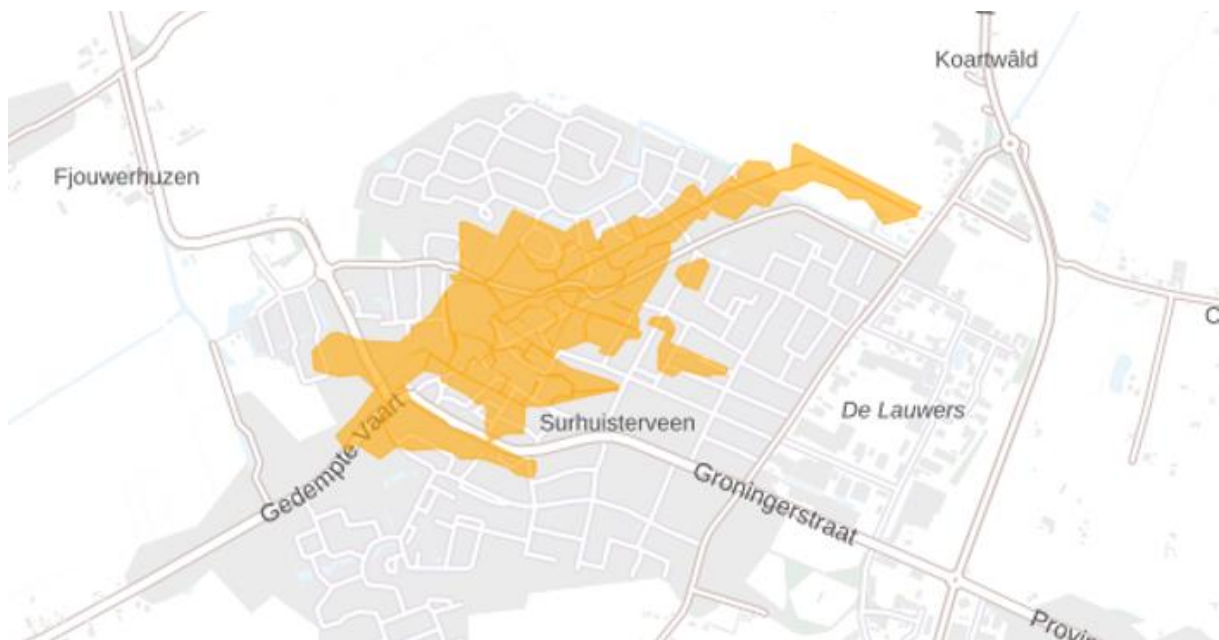 Koartwâld
Fjouwerhuzen
De Lauwers
Surhuisterveen
Gedempte Vaart
Groningerstraat